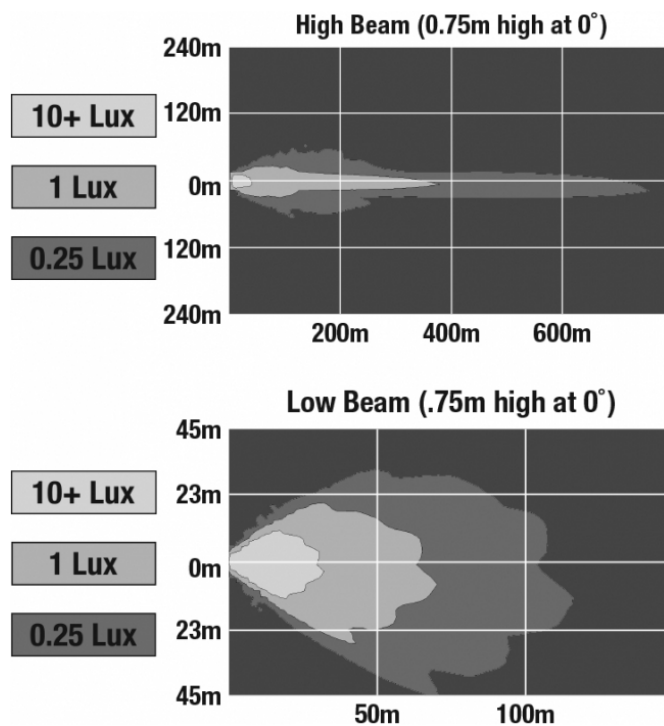 High Beam (0.75m high at 0°)
240m
120m
0m
120m
240m
10+ Lux
1 Lux
0.25 Lux
200m 400m 600m
Low Beam (.75m high at 0°)
45m
23m
0m
23m
45m
10+ Lux
1 Lux
0.25 Lux
50m 100m